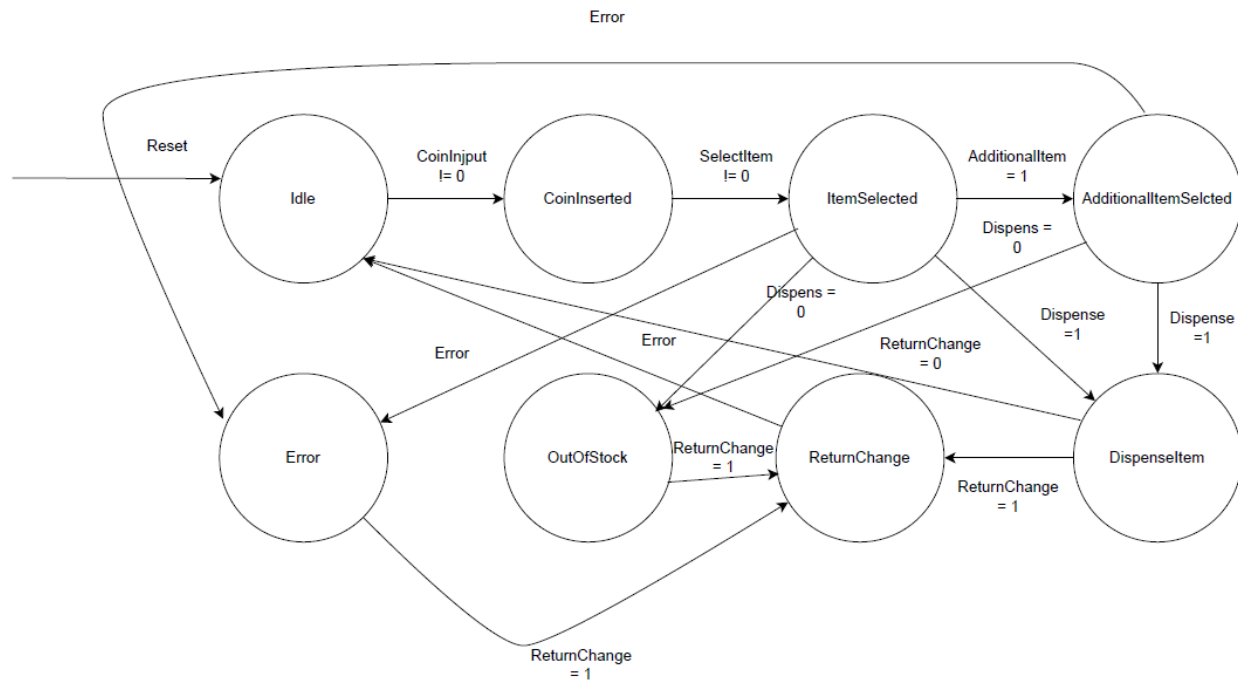 Error
Reset
CoinInjput
!= 0
SelectItem
!= 0
AdditionalItem
= 1
Idle
CoinInserted
ItemSelected
AdditionalItemSelcted
Dispens =
0
Dispens =
0
Dispense
=1
Dispense
=1
Error
Error
ReturnChange
= 0
Error
OutOfStock
ReturnChange
= 1
ReturnChange
DispenseItem
ReturnChange
= 1
ReturnChange
= 1